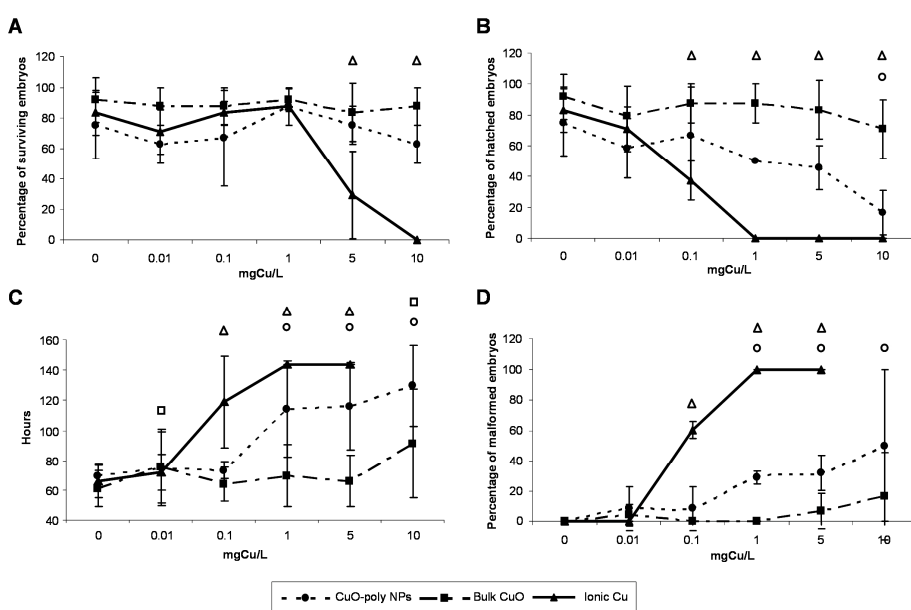 A
Percentage of surviving embryos
120
100
80
60
40
20
0
0 0.01 0.1 1 5 10
mgCu/L
B
Percentage of hatched embryos
120
100
80
60
40
20
0
0 0.01 0.1 1 5 10
mgCu/L
C
Hours
160
140
120
100
80
60
40
0 0.01 0.1 1 5 10
mgCu/L
D
Percentage of malformed embryos
120
100
80
60
40
20
0
0 0.01 0.1 1 5 10
mgCu/L
CuO-poly NPs Bulk CuO Ionic Cu